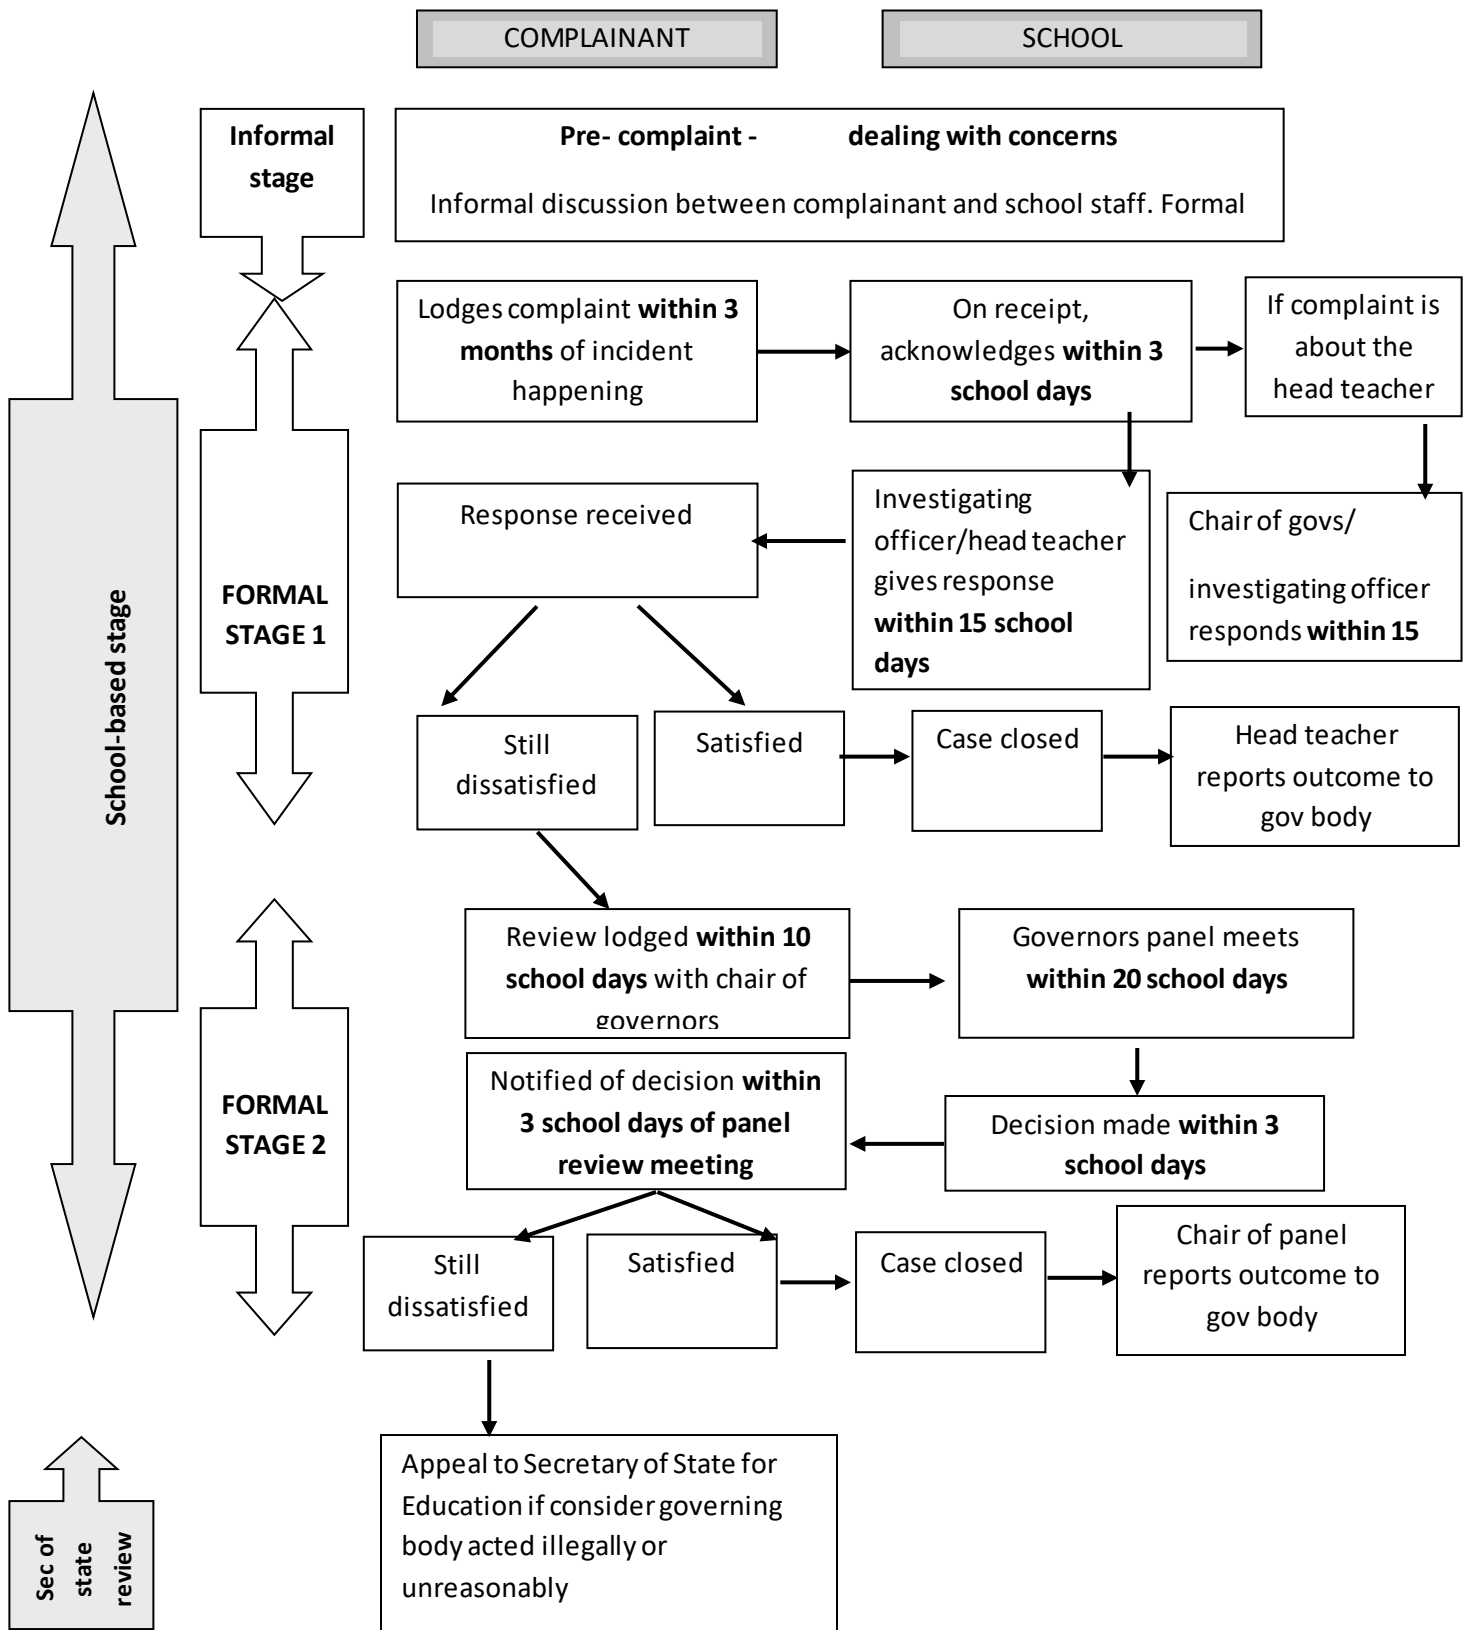 COMPLAINANT
SCHOOL
Informal
stage
Pre- complaint - dealing with concerns
Informal discussion between complainant and school staff. Formal
Lodges complaint within 3
months of incident
happening
On receipt,
acknowledges within 3
school days
If complaint is
about the
head teacher
School-based stage
FORMAL
STAGE 1
Response received
Investigating
officer/head teacher
gives response
within 15 school
days
Chair of govs/
investigating officer
responds within 15
Still
dissatisfied
Satisfied
Case closed
Head teacher
reports outcome to
gov body
Review lodged within 10
school days with chair of
governors
Governors panel meets
within 20 school days
FORMAL
STAGE 2
Notified of decision within
3 school days of panel
review meeting
Decision made within 3
school days
Still
dissatisfied
Satisfied
Case closed
Chair of panel
reports outcome to
gov body
Sec of
state
review
Appeal to Secretary of State for
Education if consider governing
body acted illegally or
unreasonably